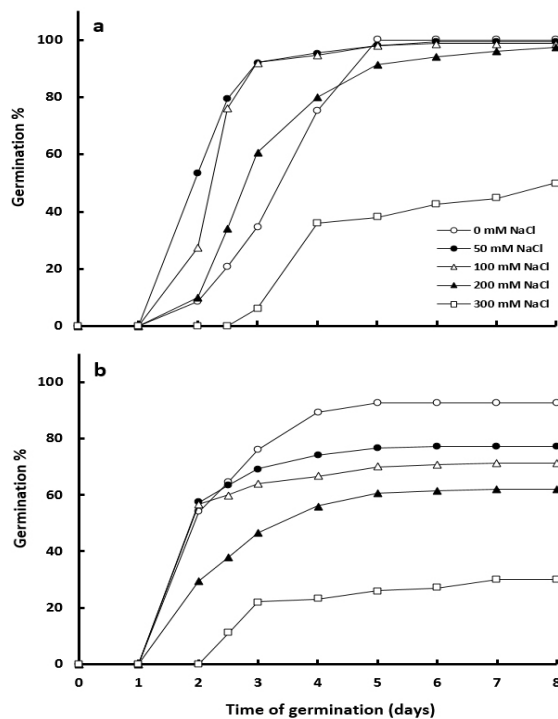 a
100
80
60
40
20
0
Germination %
0 mM NaCl
50 mM NaCl
100 mM NaCl
200 mM NaCl
300 mM NaCl
b
100
80
60
40
20
0
Germination %
0 1 2 3 4 5 6 7 8
Time of germination (days)